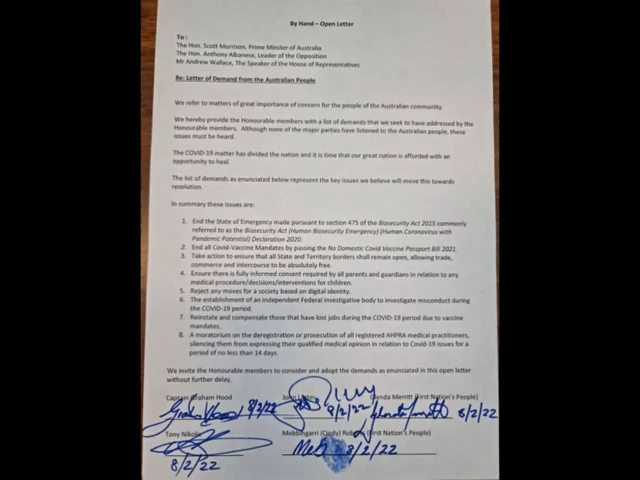 By Hand – Open Letter
To :
The Hon. Scott Morrison, Prime Minster of Australia
The Hon. Anthony Albanese, Leader of the Opposition
Mr Andrew Wallace, The Speaker of the House of Representatives
Re: Letter of Demand from the Australian People
We refer to matters of great importance of concern for the people of the Australian community.
We hereby provide the Honourable members with a list of demands that we seek to have addressed by the
Honourable members. Although none of the major parties have listened to the Australian people, these
issues must be heard.
The COVID-19 matter has divided the nation and it is time that our great nation is afforded with an
opportunity to heal.
The list of demands as enunciated below represent the key issues we believe will move this towards
resolution.
In summary these issues are:
1. End the State of Emergency made pursuant to section 475 of the Biosecurity Act 2015 commonly
referred to as the Biosecurity Act (Human Biosecurity Emergency) (Human Coronavirus with
Pandemic Potential) Declaration 2020.
2. End all Covid-Vaccine Mandates by passing the No Domestic Covid Vaccine Passport Bill 2021.
3. Take action to ensure that all State and Territory borders shall remain open, allowing trade,
commerce and intercourse to be absolutely free.
4. Ensure there is fully informed consent required by all parents and guardians in relation to any
medical procedure/decisions/interventions for children.
5. Reject any moves for a society based on digital identity.
6. The establishment of an independent Federal investigative body to investigate misconduct during
the COVID-19 period.
7. Reinstate and compensate those that have lost jobs during the COVID-19 period due to vaccine
mandates.
8. A moratorium on the deregistration or prosecution of all registered AHPRA medical practitioners,
silencing them from expressing their qualified medical opinion in relation to Covid-19 issues for a
period of no less than 14 days.
We invite the Honourable members to consider and adopt the demands as enunciated in this open letter
without further delay.
Captain Graham Hood John Glenda Merritt (First Nation's People)
8/2/22 9/2/22 8/2/22
Tony Nikolic Mebbingarri (Cindy) Roberts (First Nation's People)
8/2/22 8/2/22